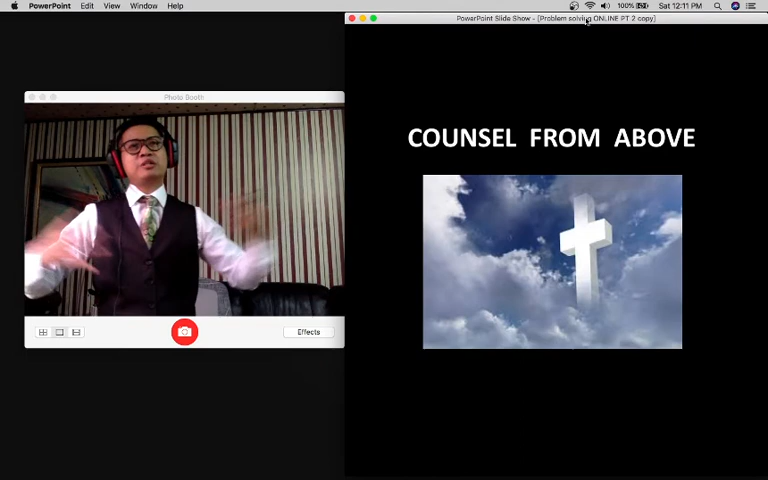 PowerPoint Edit View Window Help
100% Sat 12:11 PM
PowerPoint Slide Show - [Problem solving ONLINE PT 2 copy]
Photo Booth
COUNSEL FROM ABOVE
Effects